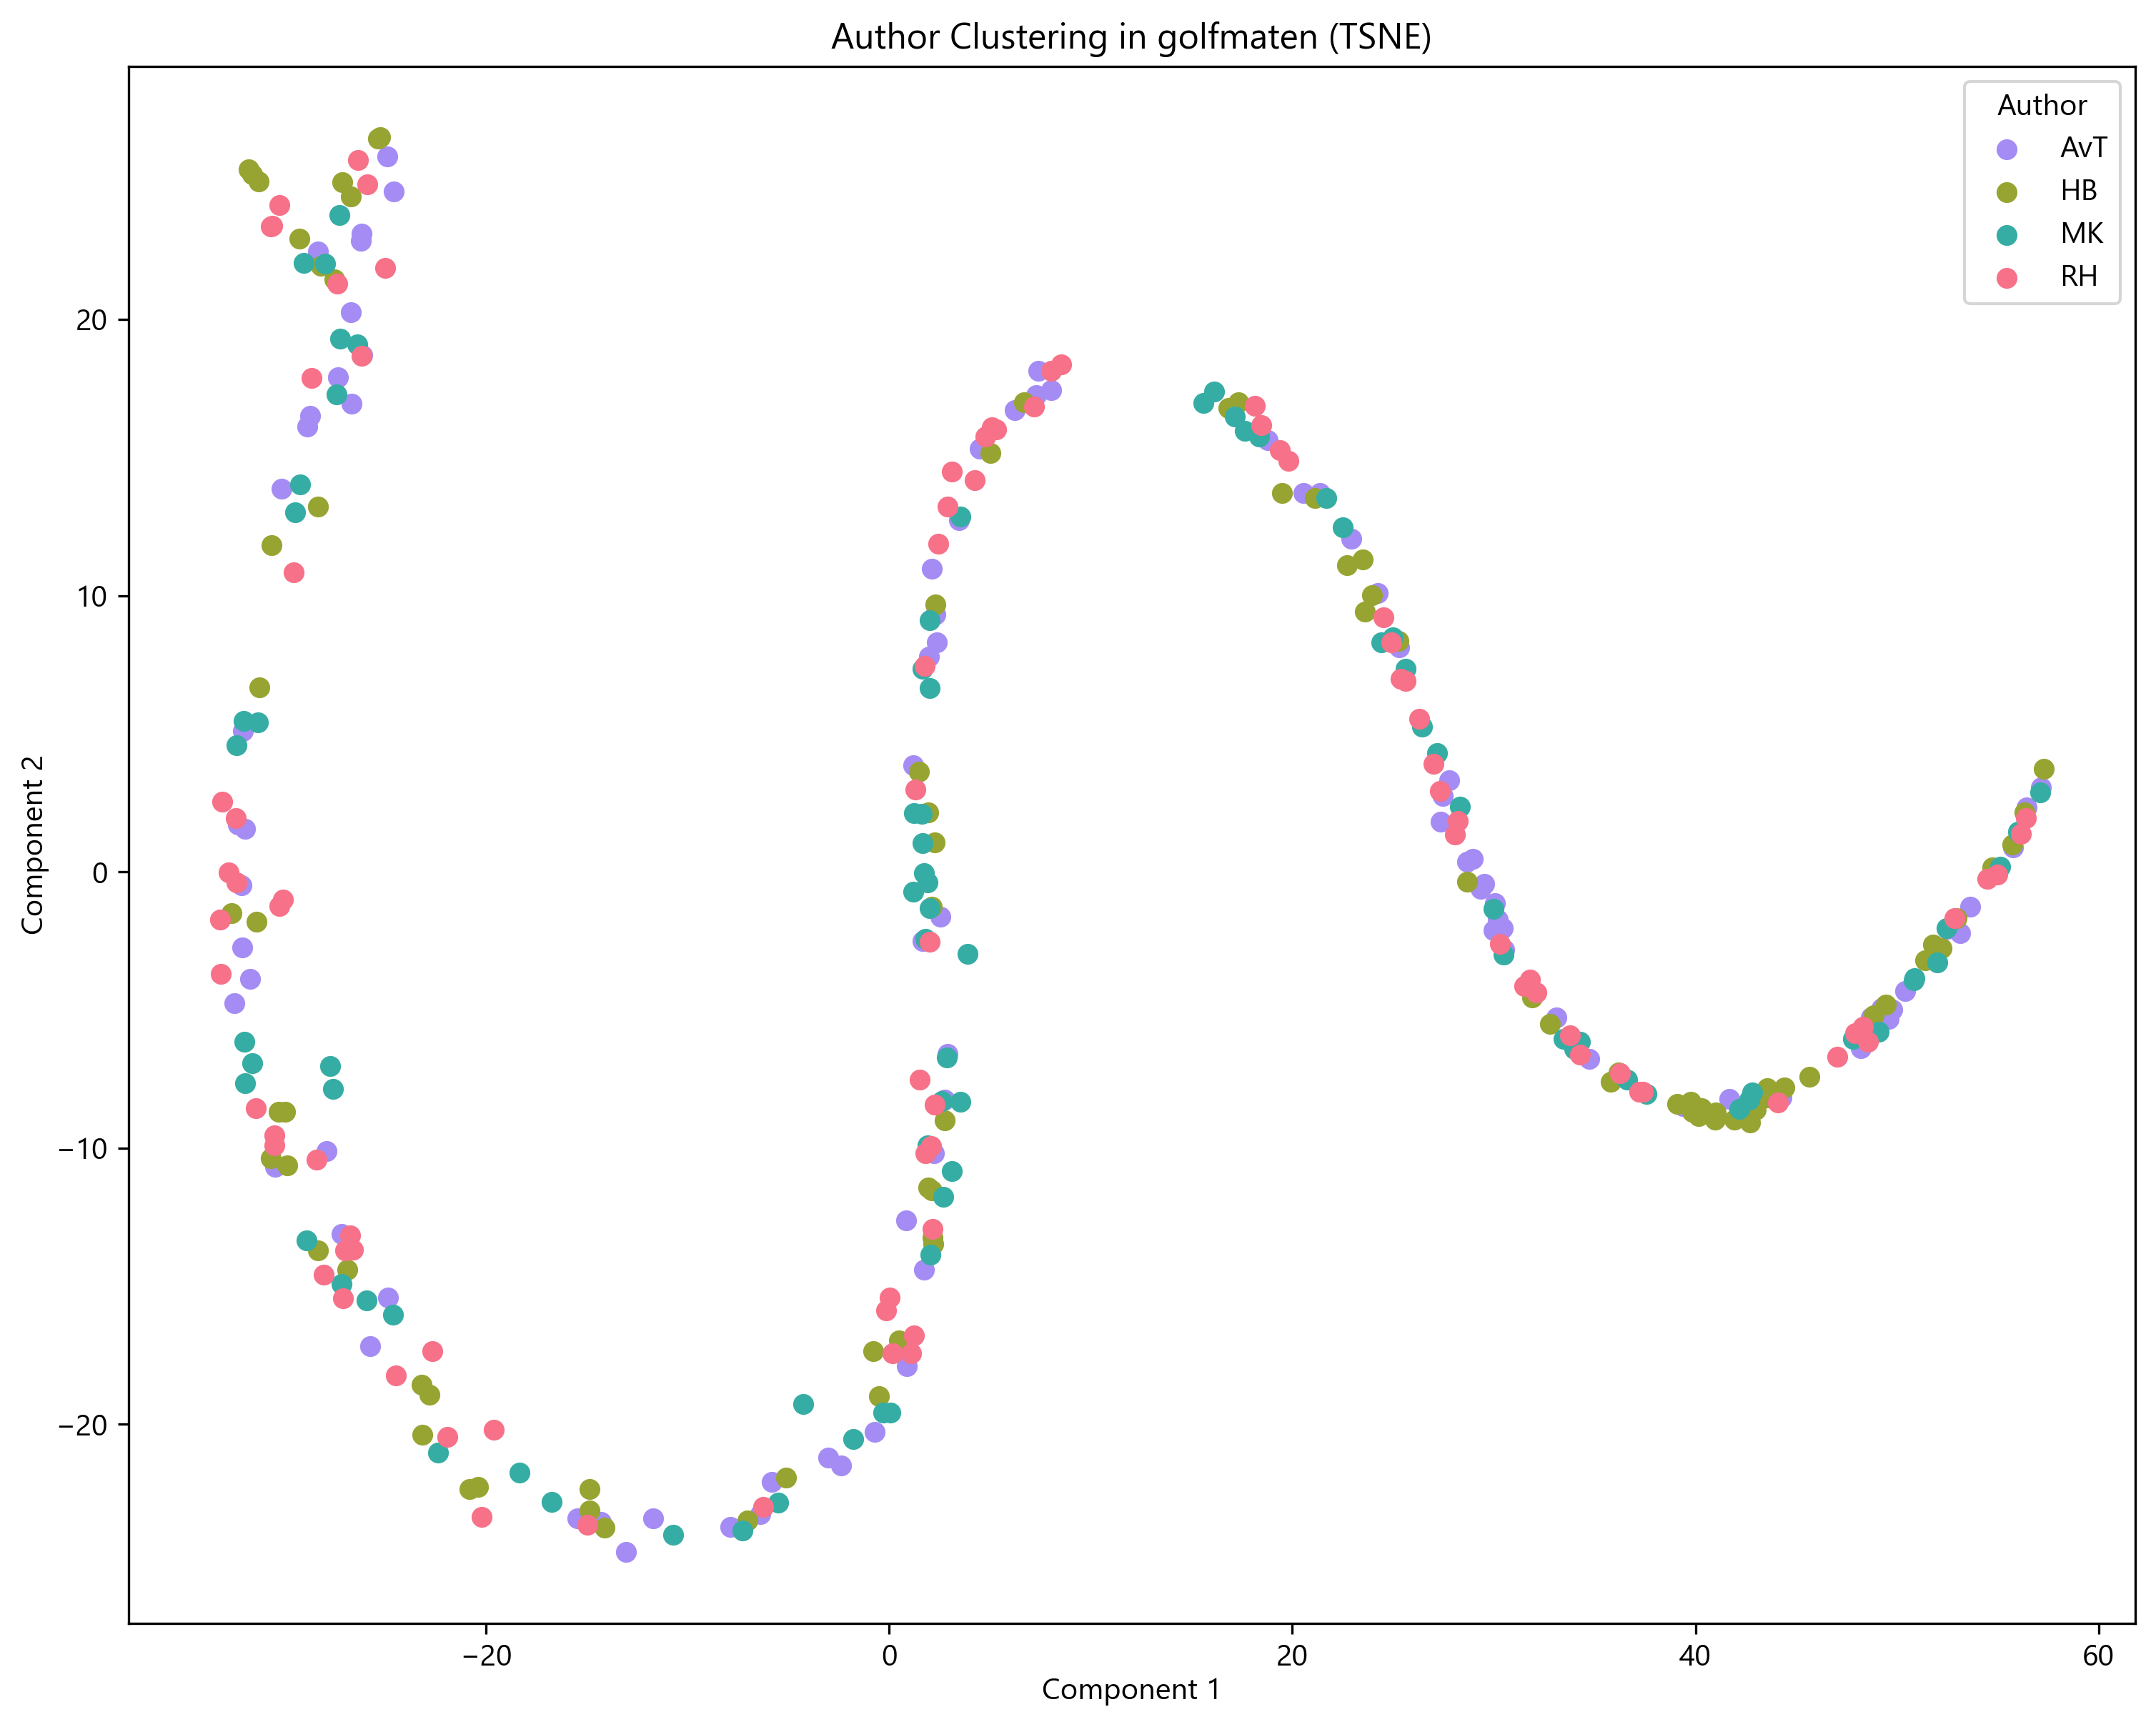 Author Clustering in golfmaten (TSNE)
Author
AvT
HB
MK
RH
20
10
0
−10
−20
Component 2
−20
0
20
40
60
Component 1